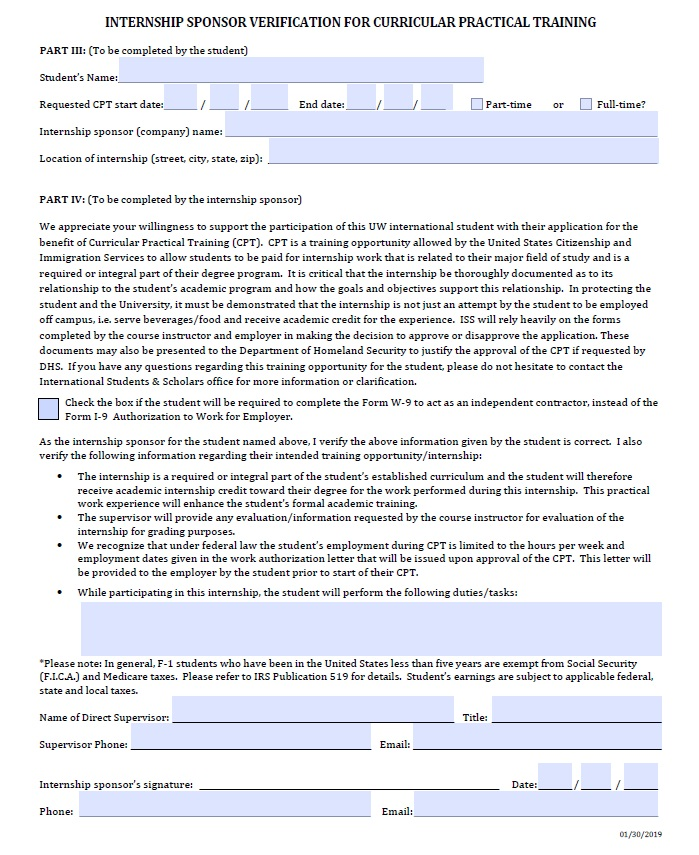 INTERNSHIP SPONSOR VERIFICATION FOR CURRICULAR PRACTICAL TRAINING
PART III: (To be completed by the student)
Student's Name:
Requested CPT start date: / / End date: / / Part-time or Full-time?
Internship sponsor (company) name:
Location of internship (street, city, state, zip):
PART IV: (To be completed by the internship sponsor)
We appreciate your willingness to support the participation of this UW international student with their application for the
benefit of Curricular Practical Training (CPT). CPT is a training opportunity allowed by the United States Citizenship and
Immigration Services to allow students to be paid for internship work that is related to their major field of study and is a
required or integral part of their degree program. It is critical that the internship be thoroughly documented as to its
relationship to the student's academic program and how the goals and objectives support this relationship. In protecting the
student and the University, it must be demonstrated that the internship is not just an attempt by the student to be employed
off campus, i.e. serve beverages/food and receive academic credit for the experience. ISS will rely heavily on the forms
completed by the course instructor and employer in making the decision to approve or disapprove the application. These
documents may also be presented to the Department of Homeland Security to justify the approval of the CPT if requested by
DHS. If you have any questions regarding this training opportunity for the student, please do not hesitate to contact the
International Students & Scholars office for more information or clarification.
Check the box if the student will be required to complete the Form W-9 to act as an independent contractor, instead of the
Form I-9 Authorization to Work for Employer.
As the internship sponsor for the student named above, I verify the above information given by the student is correct. I also
verify the following information regarding their intended training opportunity/internship:
• The internship is a required or integral part of the student's established curriculum and the student will therefore
receive academic internship credit toward their degree for the work performed during this internship. This practical
work experience will enhance the student's formal academic training.
• The supervisor will provide any evaluation/information requested by the course instructor for evaluation of the
internship for grading purposes.
• We recognize that under federal law the student's employment during CPT is limited to the hours per week and
employment dates given in the work authorization letter that will be issued upon approval of the CPT. This letter will
be provided to the employer by the student prior to start of their CPT.
• While participating in this internship, the student will perform the following duties/tasks:
*Please note: In general, F-1 students who have been in the United States less than five years are exempt from Social Security
(F.I.C.A.) and Medicare taxes. Please refer to IRS Publication 519 for details. Student's earnings are subject to applicable federal,
state and local taxes.
Name of Direct Supervisor: Title:
Supervisor Phone: Email:
Internship sponsor's signature: Date: / /
Phone: Email:
01/30/2019